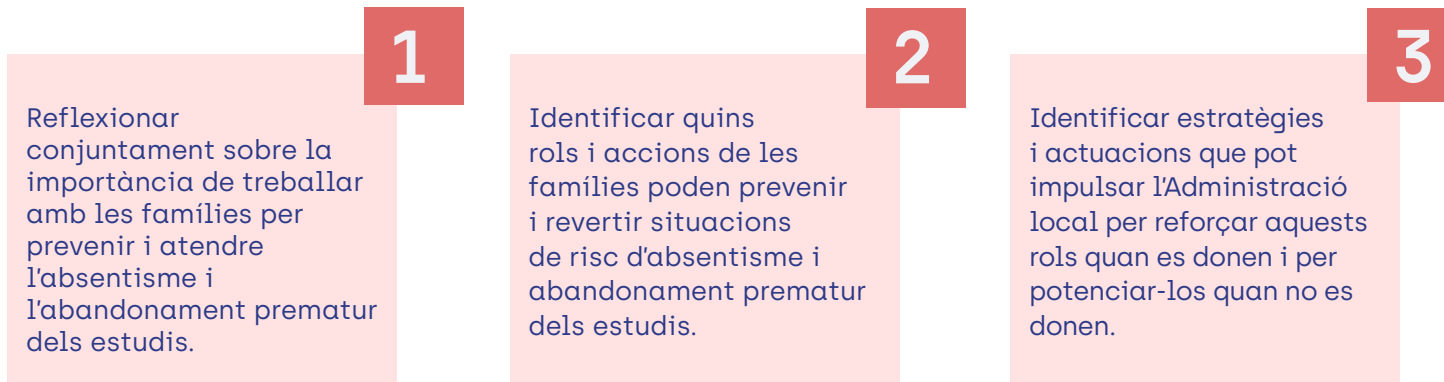 1
Reflexionar
conjuntament sobre la
importància de treballar
amb les famílies per
prevenir i atendre
l'absentisme i
l'abandonament prematur
dels estudis.
2
Identificar quins
rols i accions de les
famílies poden prevenir
i revertir situacions
de risc d'absentisme i
abandonament prematur
dels estudis.
3
Identificar estratègies
i actuacions que pot
impulsar l'Administració
local per reforçar aquests
rols quan es donen i per
potenciar-los quan no es
donen.